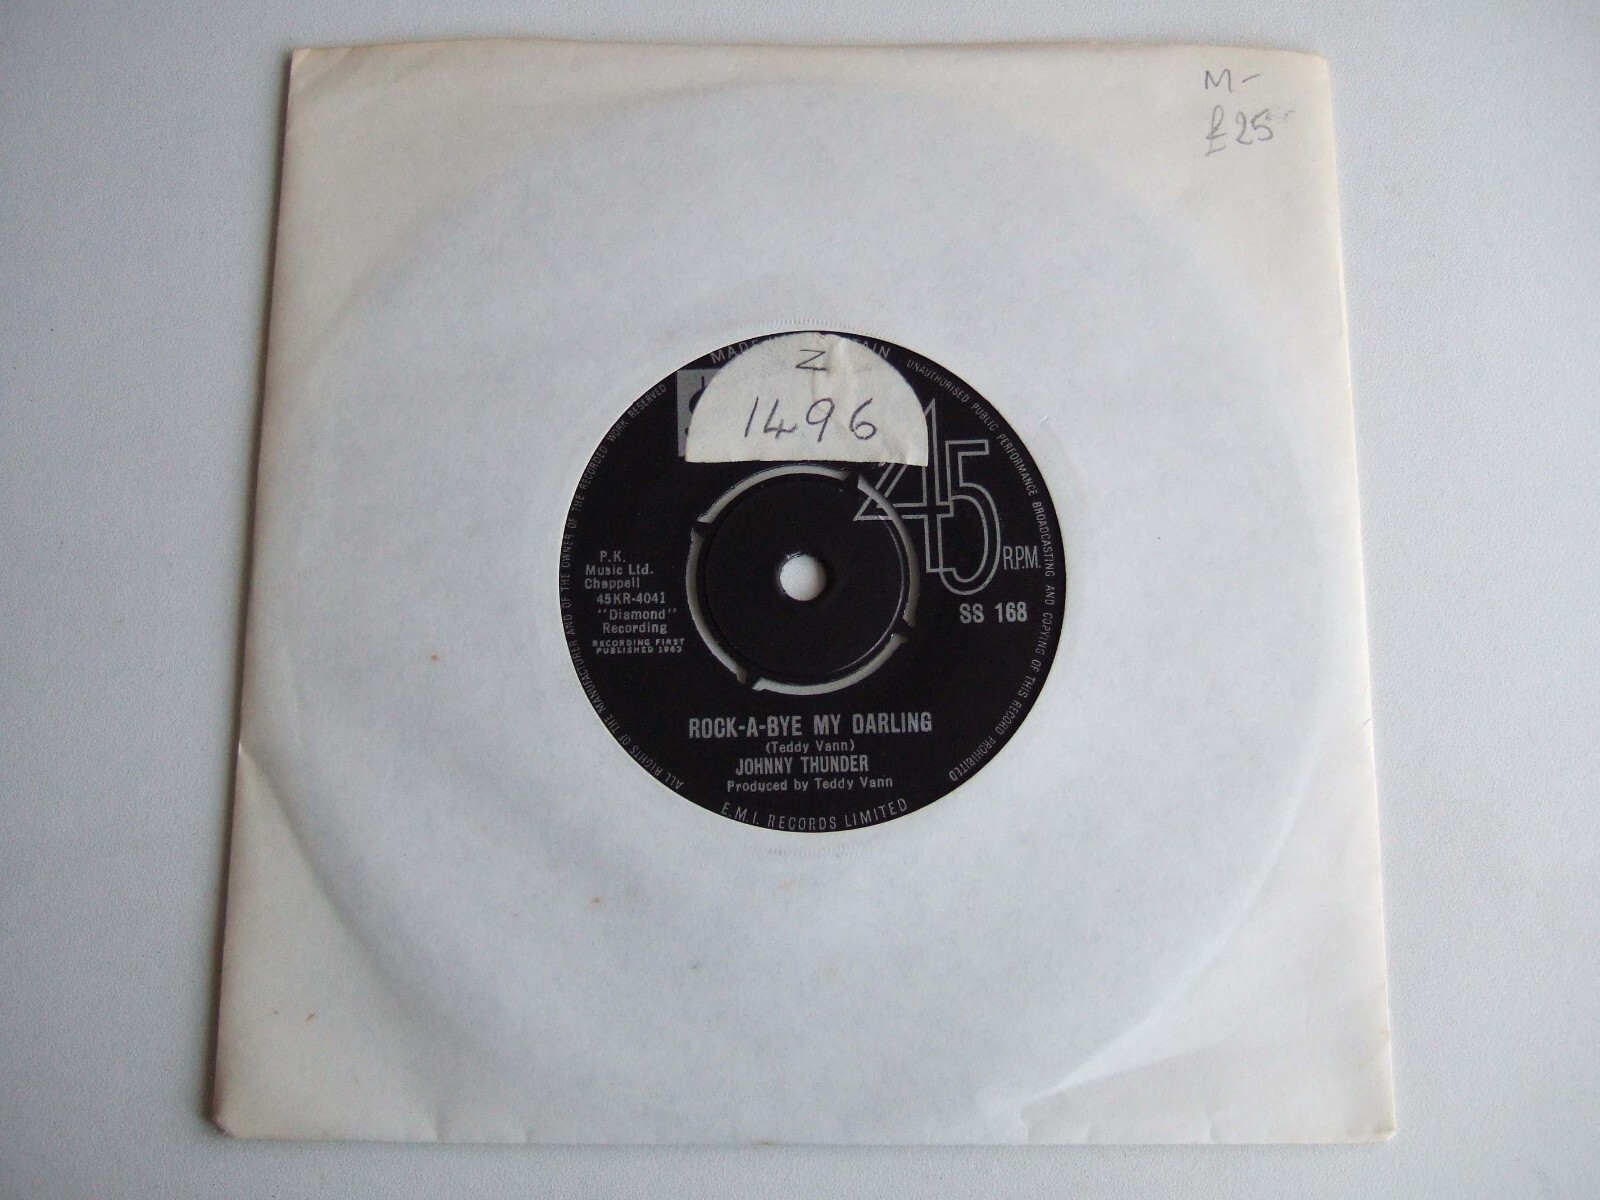 M-
£25
Z
1496
45
R.P.M.
SS 168
P.K.
Music Ltd.
Chappell
45KR-4041
"Diamond"
Recording
RECORDING FIRST
PUBLISHED 1963
ROCK-A-BYE MY DARLING
(Teddy Vann)
JOHNNY THUNDER
Produced by Teddy Vann
E.M.I. RECORDS LIMITED
ALL RIGHTS OF THE MANUFACTURER AND OF THE OWNER OF THE RECORDED WORK RESERVED
UNAUTHORISED PUBLIC PERFORMANCE BROADCASTING AND COPYING OF THIS RECORD PROHIBITED